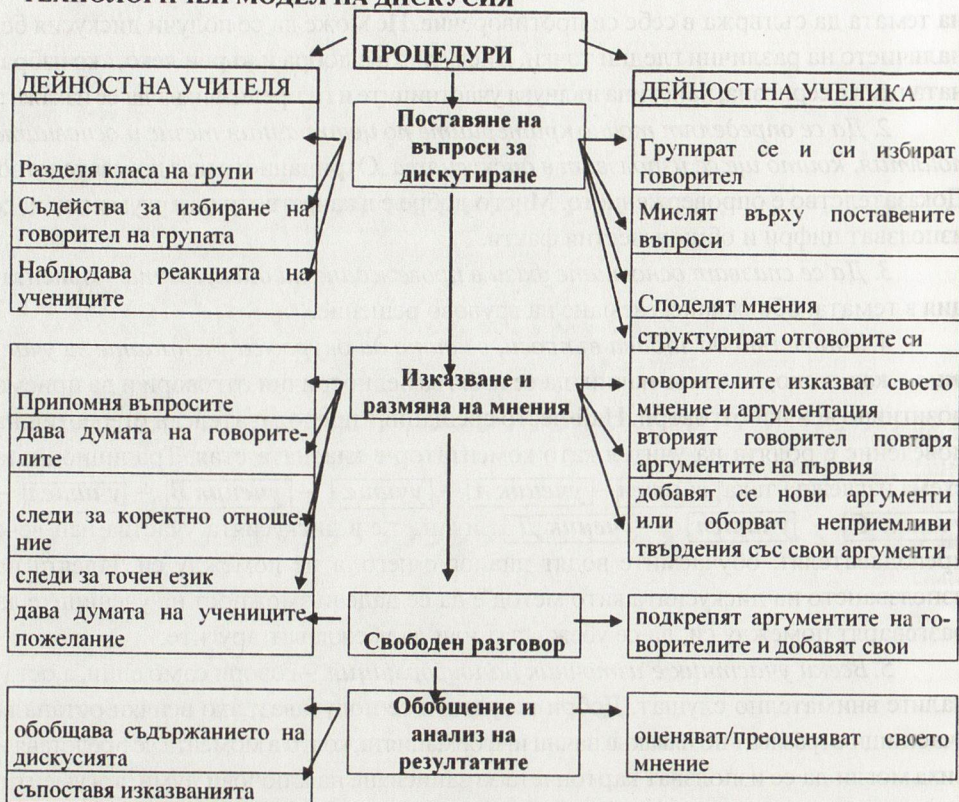 ТЕХНОЛОГИЧЕН МОДЕЛ НА ДИСКУСИЯ
ПРОЦЕДУРИ
ДЕЙНОСТ НА УЧИТЕЛЯ
Разделя класа на групи
Съдейства за избиране на
говорител на групата
Наблюдава реакцията на
учениците
Припомня въпросите
Дава думата на говорите-
лите
следи за коректно отноше-
ние
следи за точен език
дава думата на учениците
пожелание
обобщава съдържанието на
дискусията
съпоставя изказванията
Поставяне на
въпроси за
дискутиране
Изказване и
размяна на мнения
Свободен разговор
Обобщение и
анализ на
резултатите
ДЕЙНОСТ НА УЧЕНИКА
Групират се и си избират
говорител
Мислят върху поставените
въпроси
Споделят мнения
структурират отговорите си
говорителите изказват своето
мнение и аргументация
вторият говорител повтаря
аргументите на първия
добавят се нови аргументи
или оборват неприемливи
твърдения със свои аргументи
подкрепят аргументите на го-
ворителите и добавят свои
оценяват/преоценяват своето
мнение